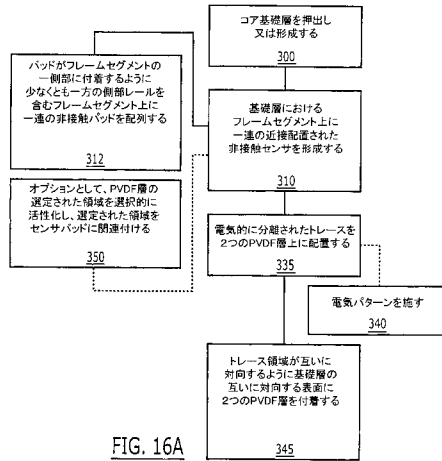 コア基礎層を押出し
又は形成する
300
パッドがフレームセグメントの
一側部に付着するように
少なくとも一方の側部レールを
含むフレームセグメント上に
一連の非接触パッドを配列する
312
基礎層における
フレームセグメント上に
一連の近接配置された
非接触センサを形成する
310
オプションとして、PVDF層の
選定された領域を選択的に
活性化し、選定された領域を
センサパッドに関連付ける
350
電気的に分離されたトレースを
2つのPVDF層上に配置する
335
電気パターンを施す
340
トレース領域が互いに
対向するように基礎層の
互いに対向する表面に
2つのPVDF層を付着する
345
FIG. 16A